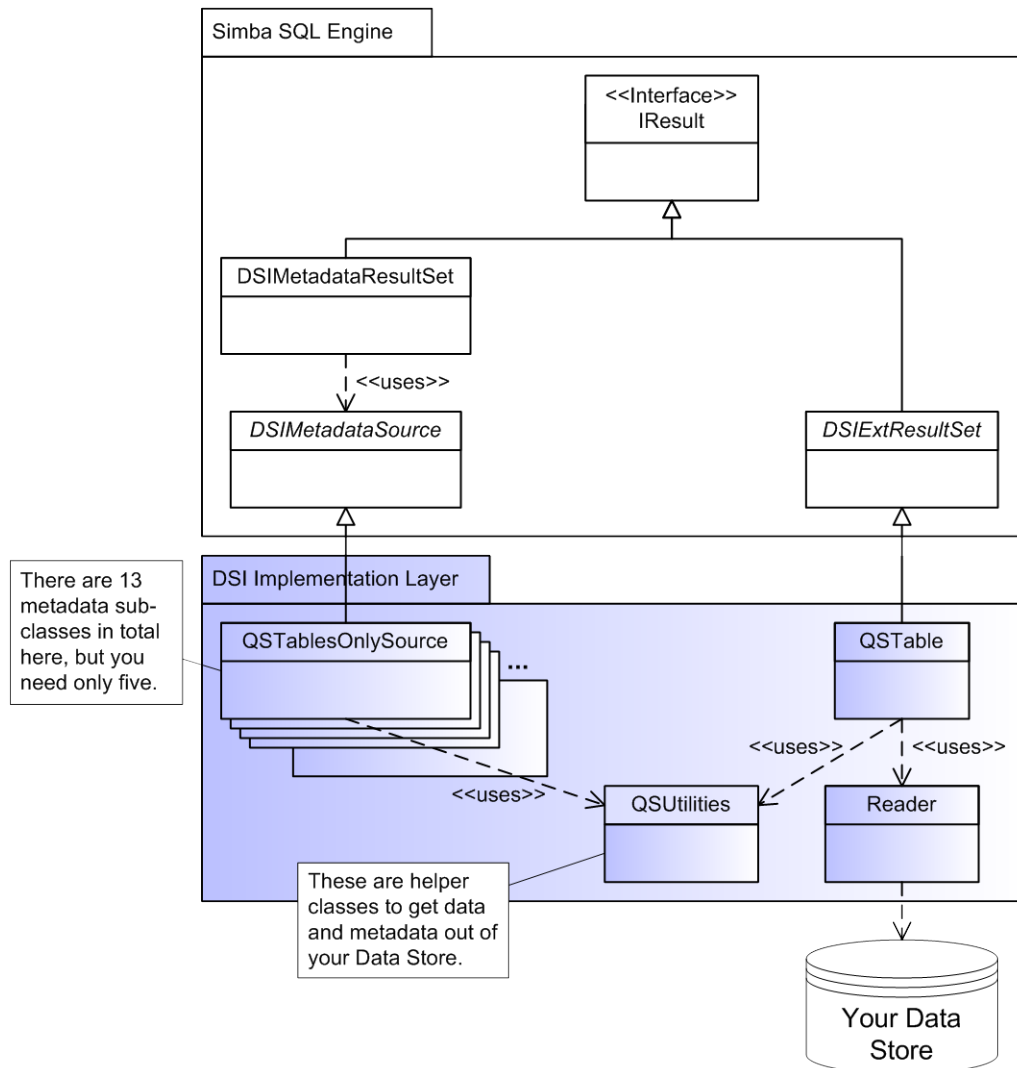 Simba SQL Engine
<<Interface>>
IResult
DSIMetadataResultSet
<<uses>>
DSIMetadataSource
DSIExtResultSet
There are 13
metadata sub-
classes in total
here, but you
need only five.
DSI Implementation Layer
QSTablesOnlySource
...
QSTable
<<uses>>
<<uses>>
<<uses>>
QSUtilities
Reader
These are helper
classes to get data
and metadata out of
your Data Store.
Your Data
Store